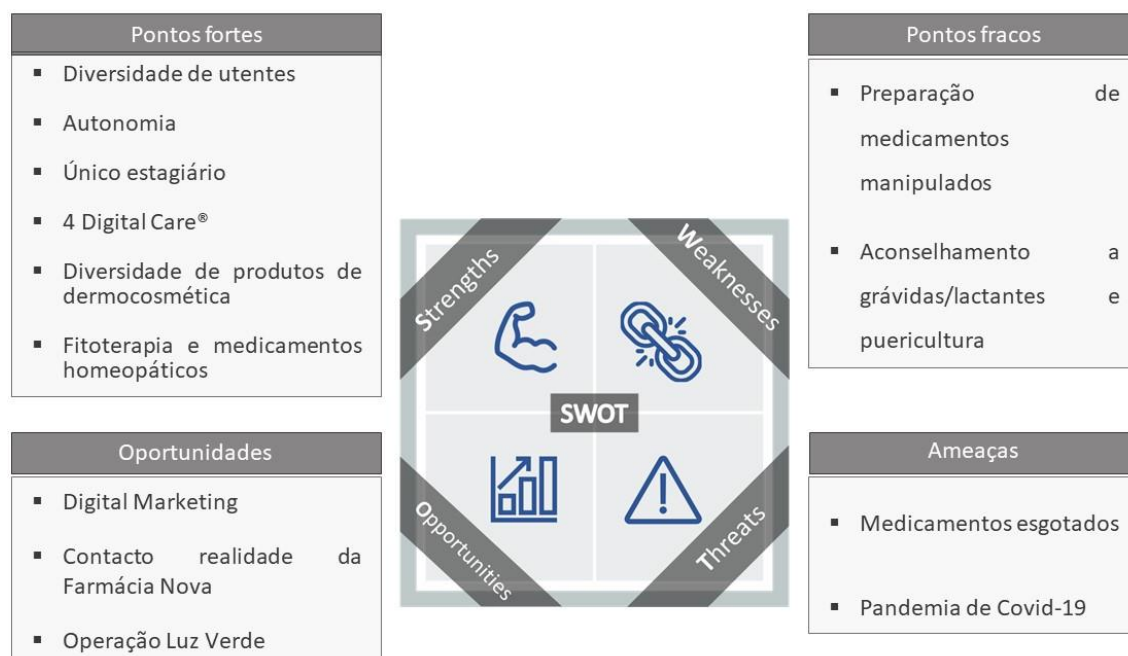 Pontos fortes
▪ Diversidade de utentes
▪ Autonomia
▪ Único estagiário
▪ 4 Digital Care®
▪ Diversidade de produtos de
dermocosmética
▪ Fitoterapia e medicamentos
homeopáticos
Pontos fracos
▪ Preparação de
medicamentos
manipulados
▪ Aconselhamento a
grávidas/lactantes e
puericultura
Strengths
Weaknesses
SWOT
Opportunities
Threats
Oportunidades
▪ Digital Marketing
▪ Contacto realidade da
Farmácia Nova
▪ Operação Luz Verde
Ameaças
▪ Medicamentos esgotados
▪ Pandemia de Covid-19